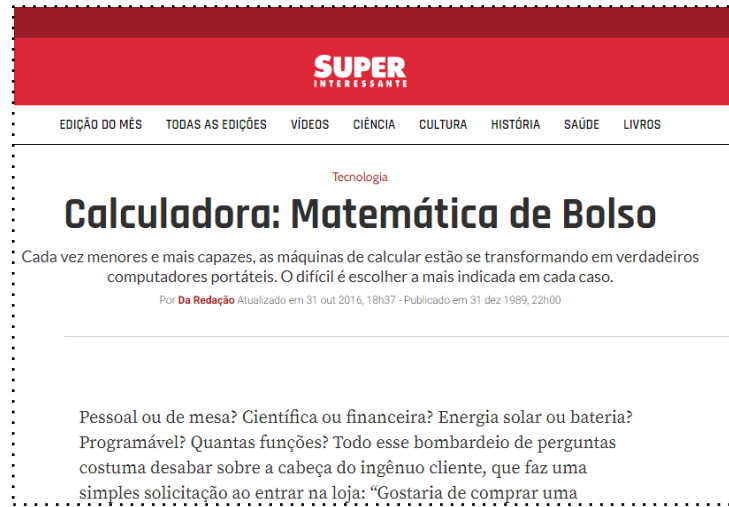 SUPER
INTERESSANTE
EDIÇÃO DO MÊS TODAS AS EDIÇÕES VÍDEOS CIÊNCIA CULTURA HISTÓRIA SAÚDE LIVROS
Tecnologia
Calculadora: Matemática de Bolso
Cada vez menores e mais capazes, as máquinas de calcular estão se transformando em verdadeiros
computadores portáteis. O difícil é escolher a mais indicada em cada caso.
Por Da Redação Atualizado em 31 out 2016, 18h37 - Publicado em 31 dez 1989, 22h00
Pessoal ou de mesa? Científica ou financeira? Energia solar ou bateria?
Programável? Quantas funções? Todo esse bombardeio de perguntas
costuma desabar sobre a cabeça do ingênuo cliente, que faz uma
simples solicitação ao entrar na loja: “Gostaria de comprar uma